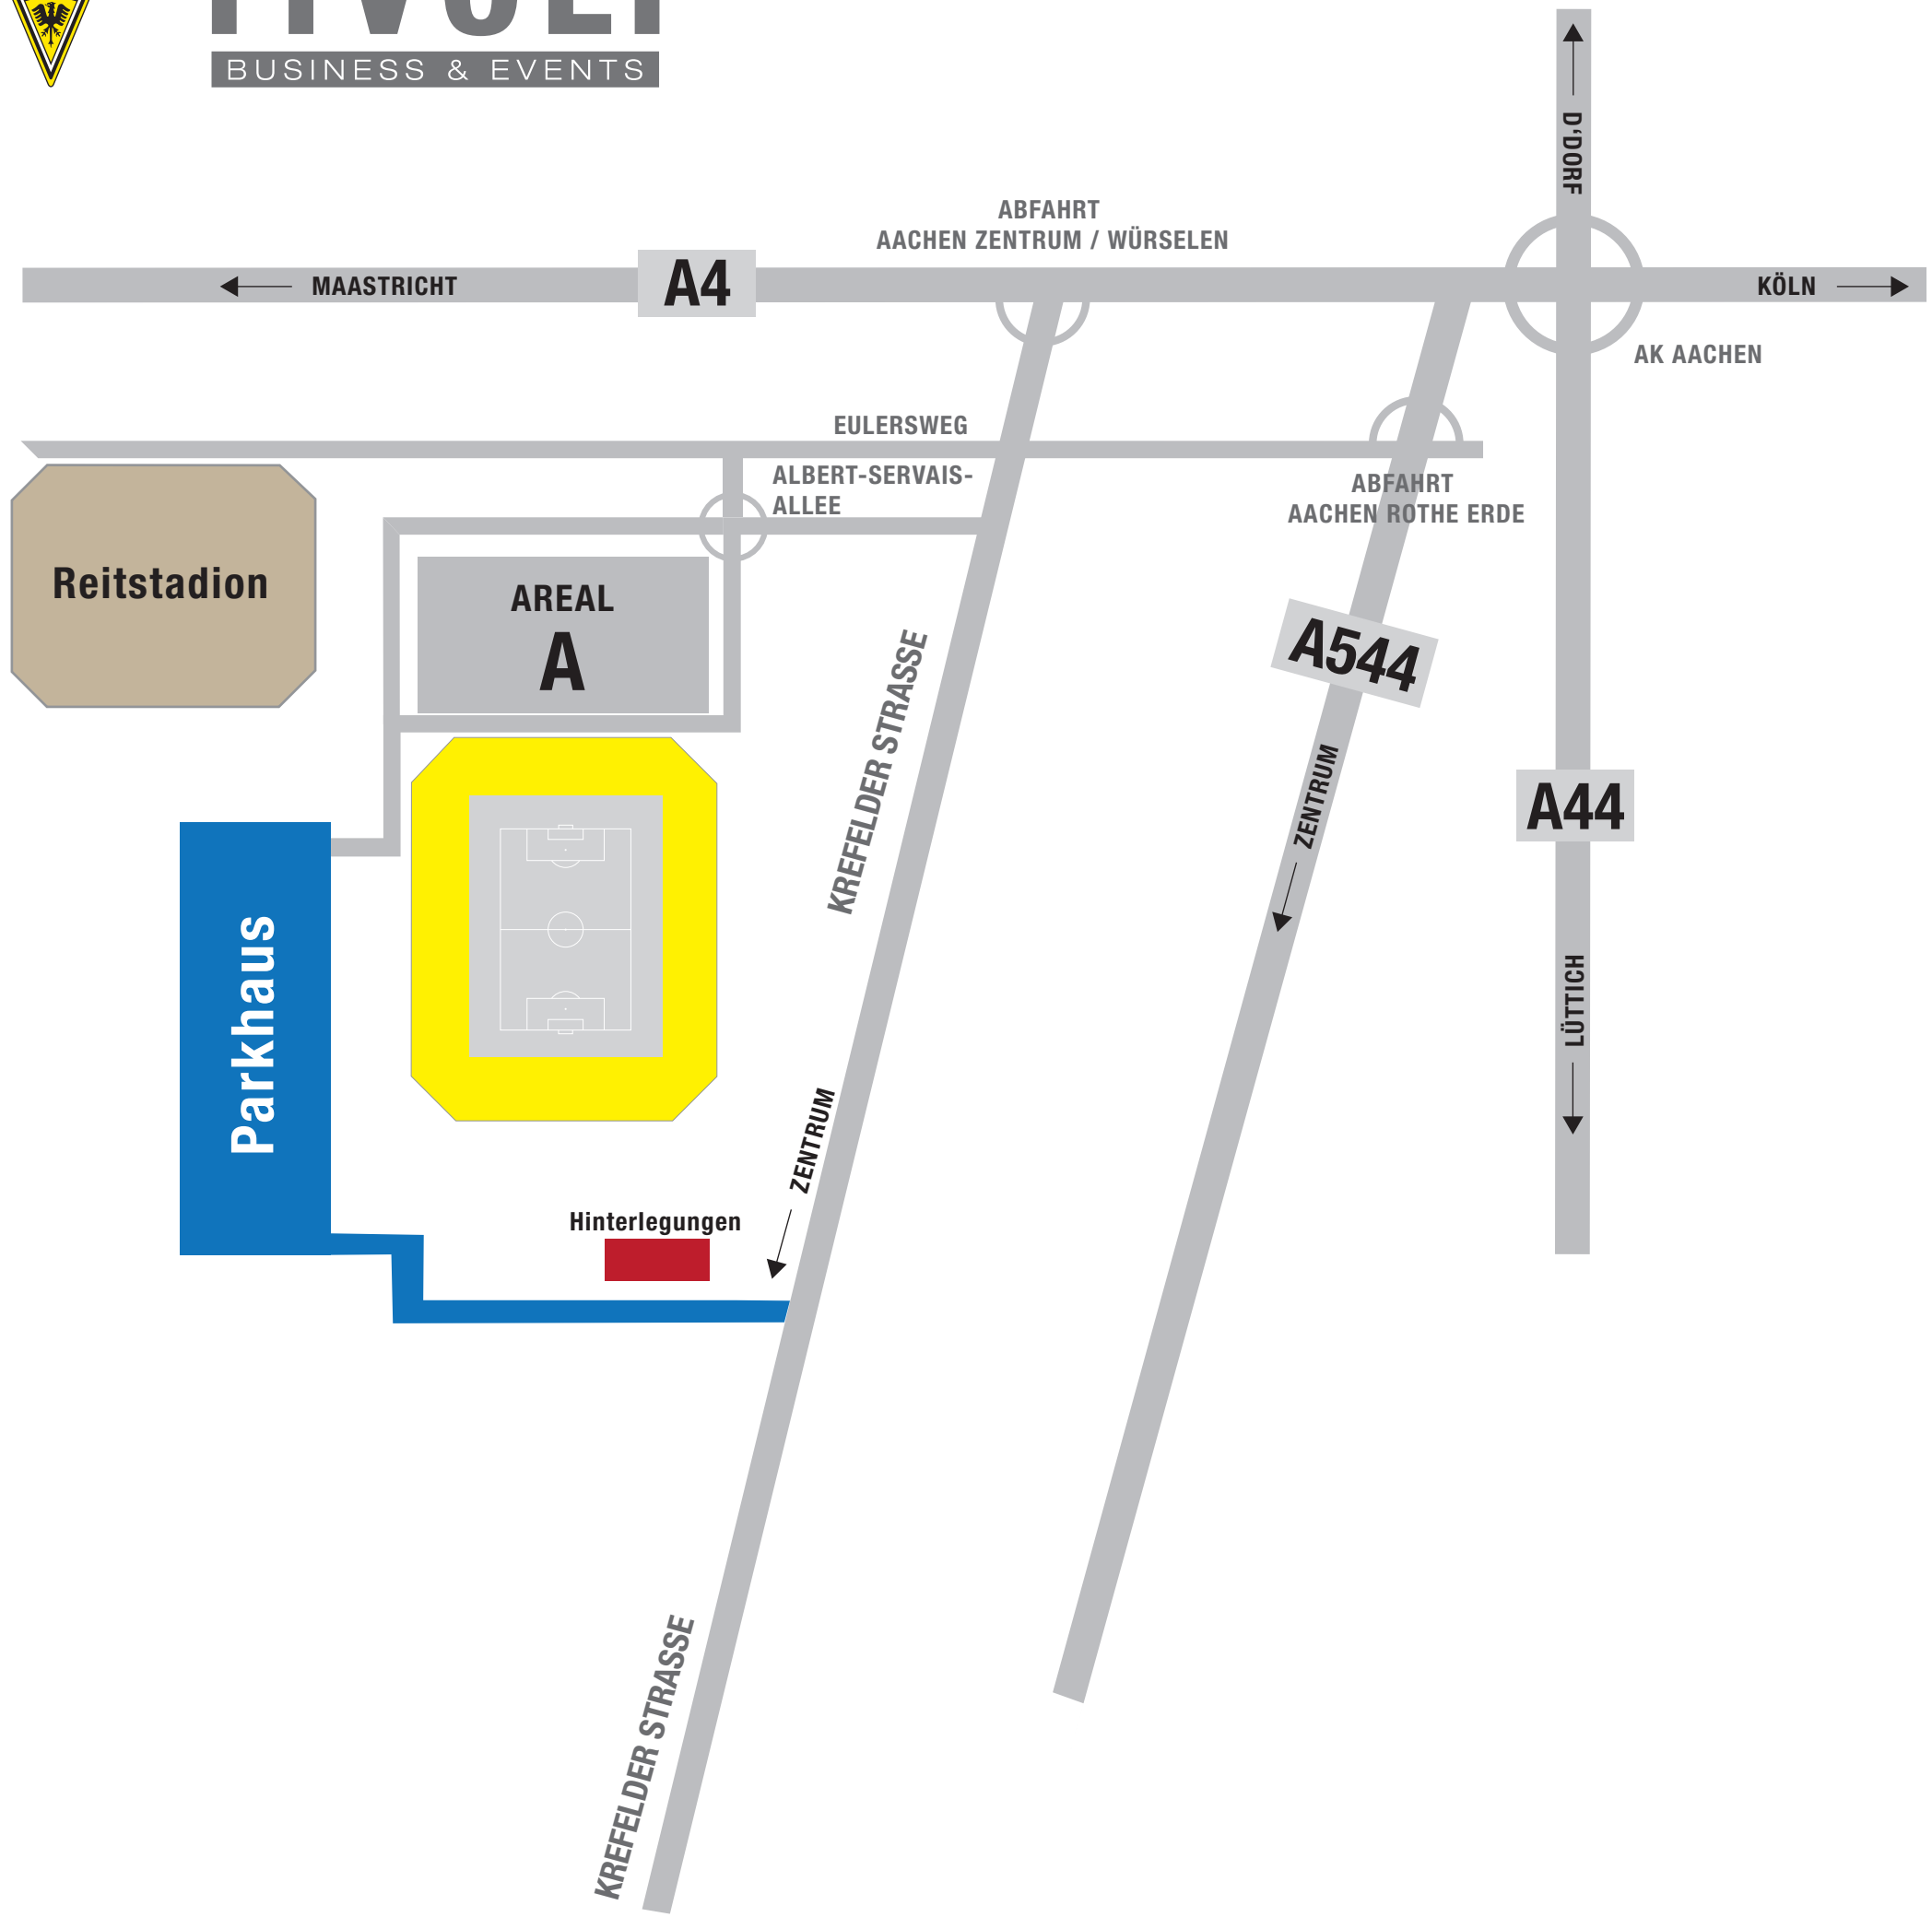 TIVOLI
BUSINESS & EVENTS
D'DORF
ABFAHRT
AACHEN ZENTRUM / WÜRSELEN
MAASTRICHT
A4
KÖLN
AK AACHEN
EULERSWEG
ALBERT-SERVAIS-
ALLEE
ABFAHRT
AACHEN ROTHE ERDE
Reitstadion
AREAL
A
A544
KREFELDER STRASSE
ZENTRUM
A44
Parkhaus
LÜTTICH
ZENTRUM
Hinterlegungen
KREFELDER STRASSE